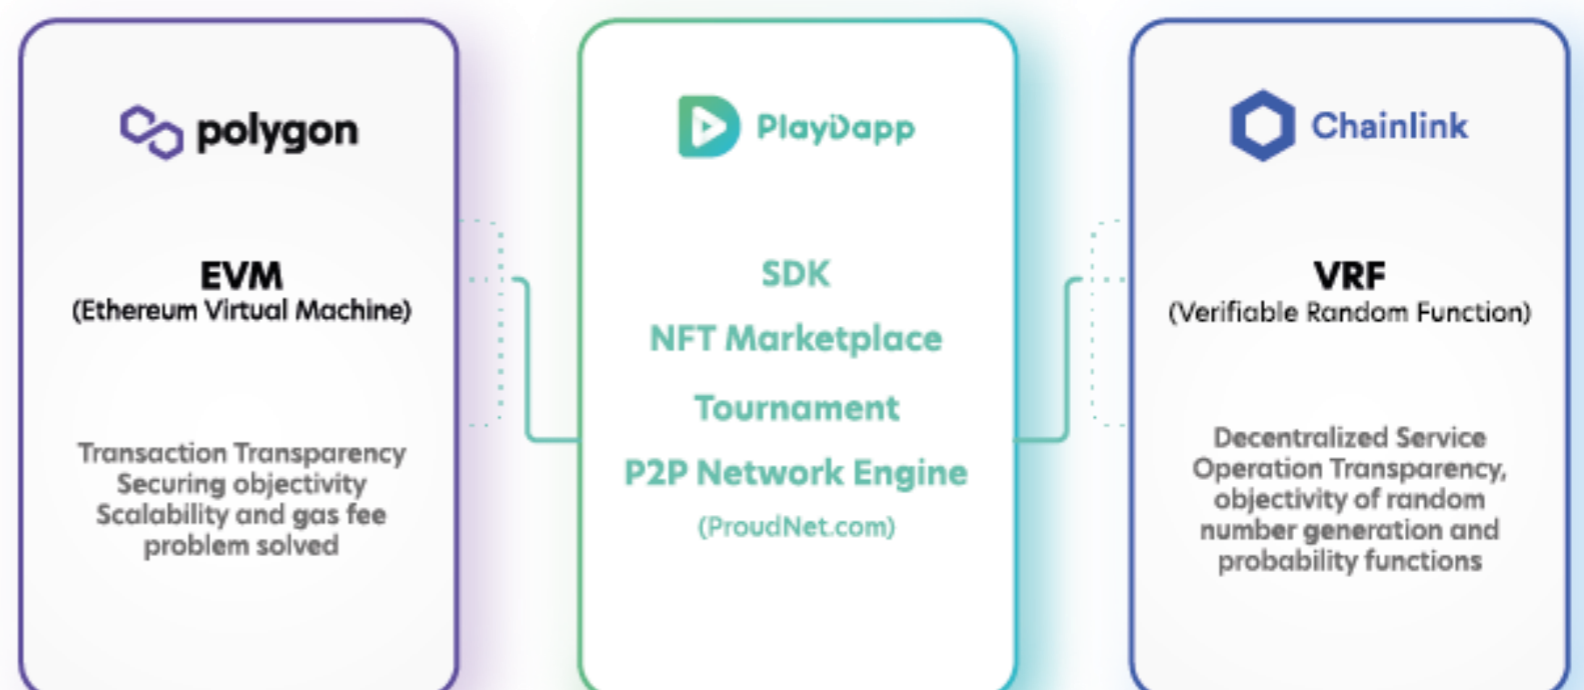 polygon
EVM
(Ethereum Virtual Machine)
Transaction Transparency
Securing objectivity
Scalability and gas fee
problem solved
PlayDapp
SDK
NFT Marketplace
Tournament
P2P Network Engine
(ProudNet.com)
Chainlink
VRF
(Verifiable Random Function)
Decentralized Service
Operation Transparency,
objectivity of random
number generation and
probability functions